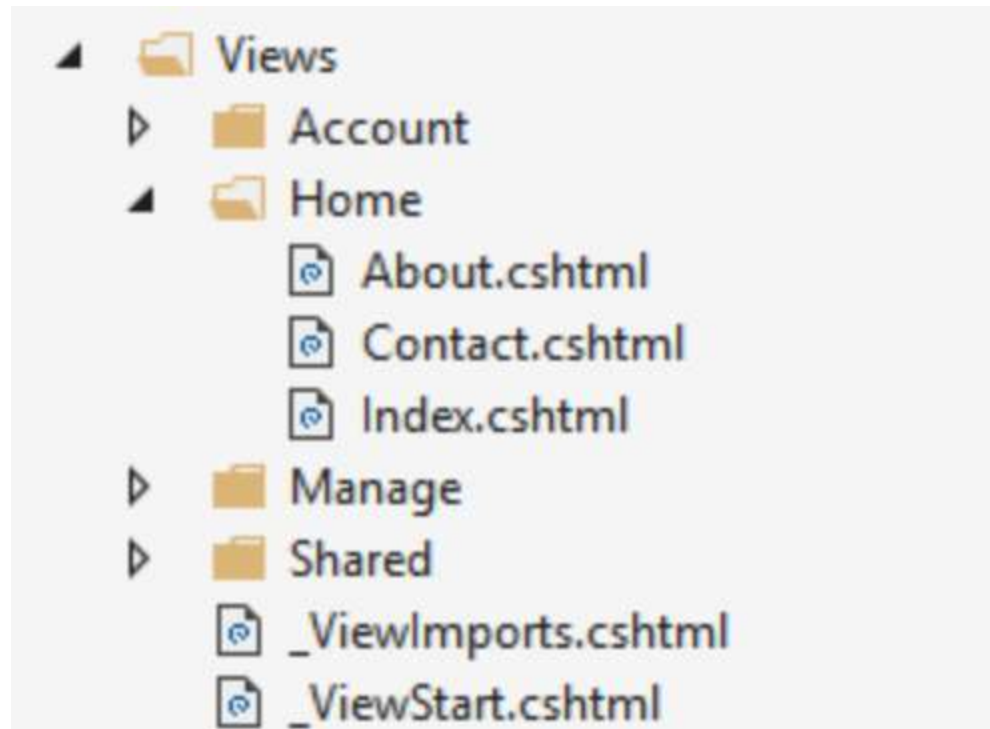 Views
Account
Home
About.cshtml
Contact.cshtml
Index.cshtml
Manage
Shared
_ViewImports.cshtml
_ViewStart.cshtml